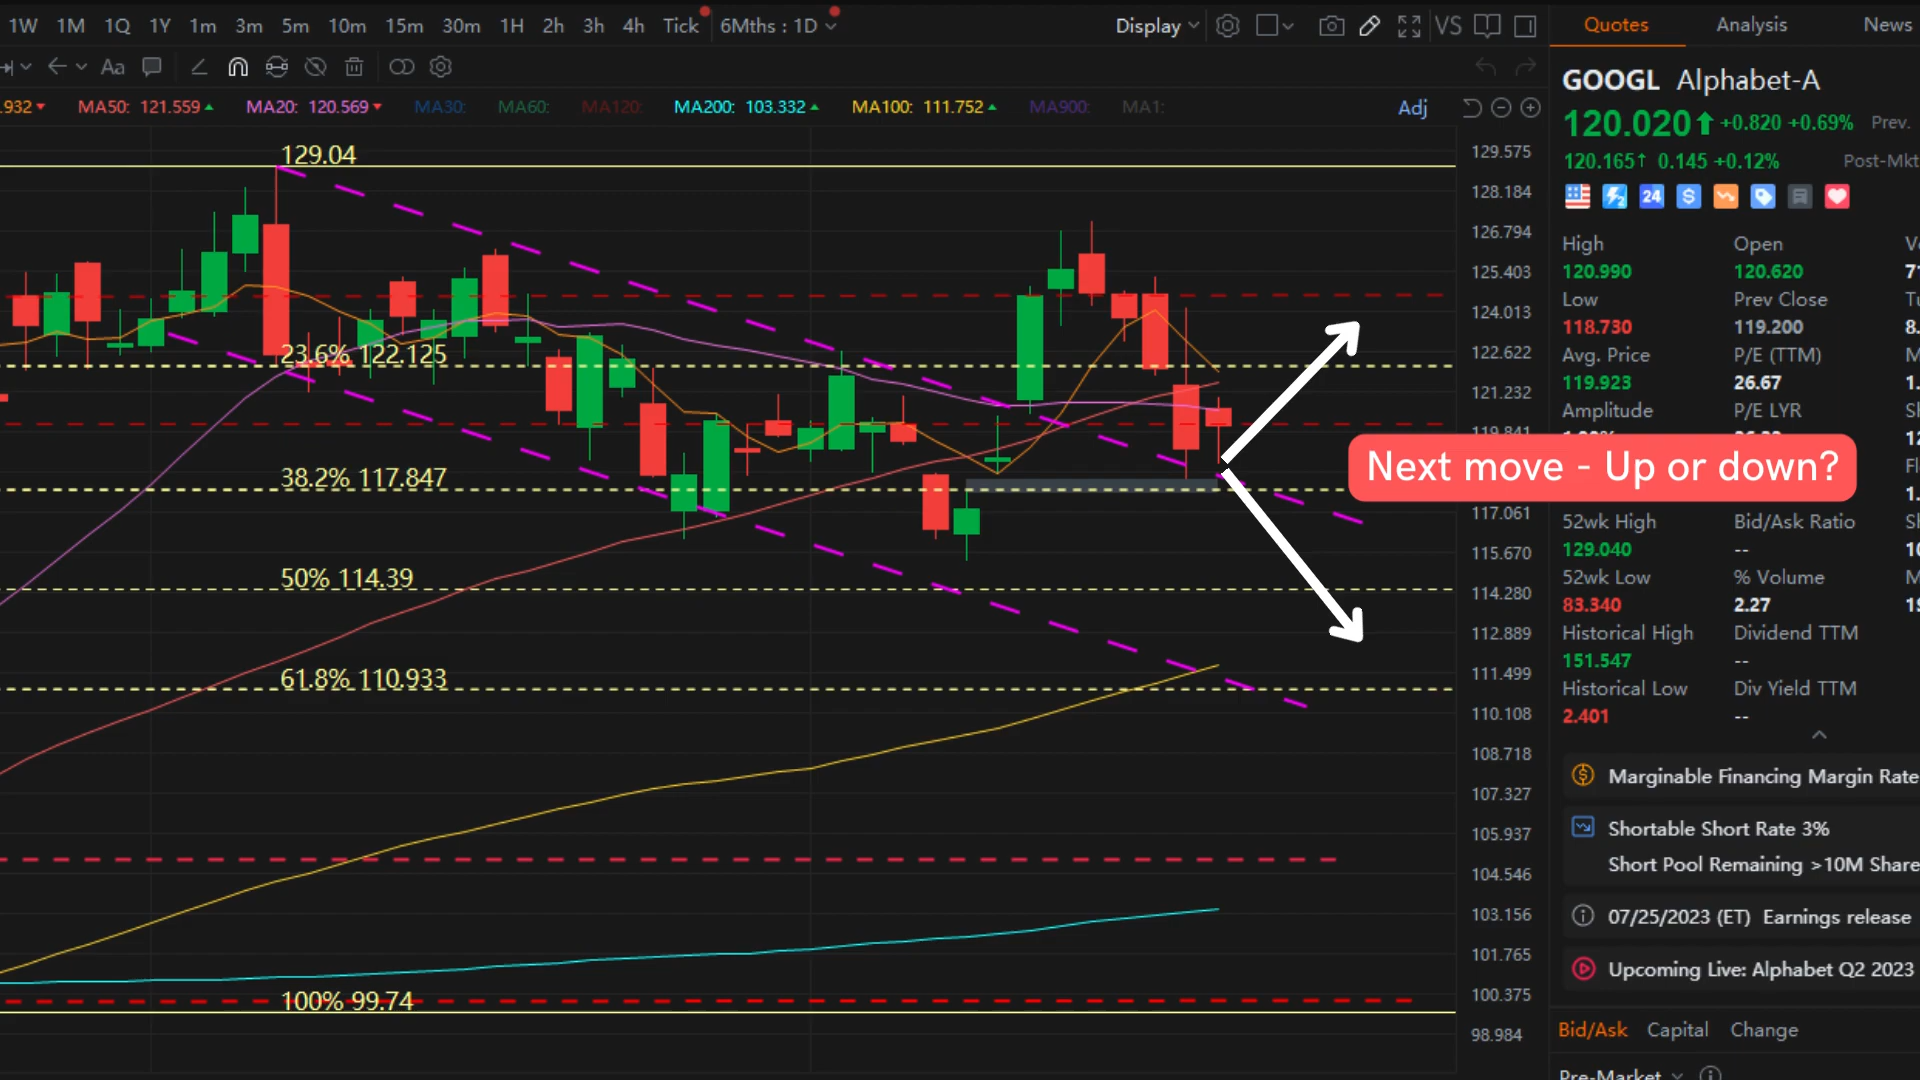 1W 1M 1Q 1Y 1m 3m 5m 10m 15m 30m 1H 2h 3h 4h Tick 6Mths : 1D Display VS
Quotes Analysis News
Aa
.932 MA50: 121.559 MA20: 120.569 MA30: MA60: MA120: MA200: 103.332 MA100: 111.752 MA900: MA1: Adj
GOOGL Alphabet-A
120.020 +0.820 +0.69% Prev.
120.165↑ 0.145 +0.12% Post-Mkt
24 $
129.04
23.6% 122.125
38.2% 117.847
50% 114.39
61.8% 110.933
100% 99.74
129.575
128.184
126.794
125.403
124.013
122.622
121.232
119.841
117.061
115.670
114.280
112.889
111.499
110.108
108.718
107.327
105.937
104.546
103.156
101.765
100.375
98.984
Next move - Up or down?
High Open
120.990 120.620
Low Prev Close
118.730 119.200
Avg. Price P/E (TTM)
119.923 26.67
Amplitude P/E LYR
52wk High Bid/Ask Ratio
129.040 --
52wk Low % Volume
83.340 2.27
Historical High Dividend TTM
151.547 --
Historical Low Div Yield TTM
2.401 --
Marginable Financing Margin Rate
Shortable Short Rate 3%
Short Pool Remaining >10M Share
07/25/2023 (ET) Earnings release
Upcoming Live: Alphabet Q2 2023
Bid/Ask Capital Change
Pre-Market